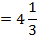 = 4 1/3